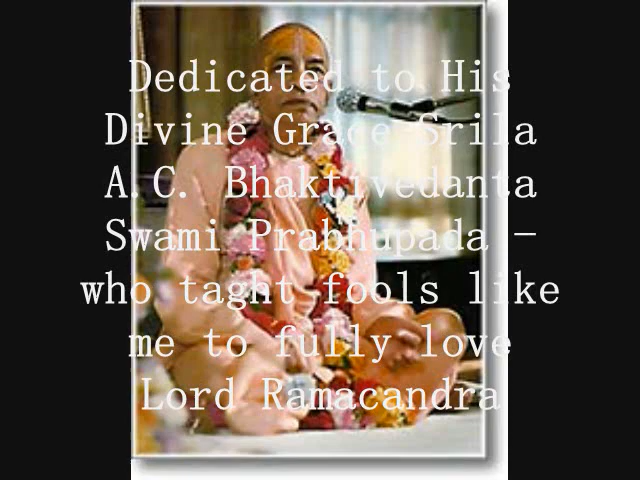 Dedicated to His
Divine Grace Srila
A.C. Bhaktivedanta
Swami Prabhupada -
who taght fools like
me to fully love
Lord Ramacandra